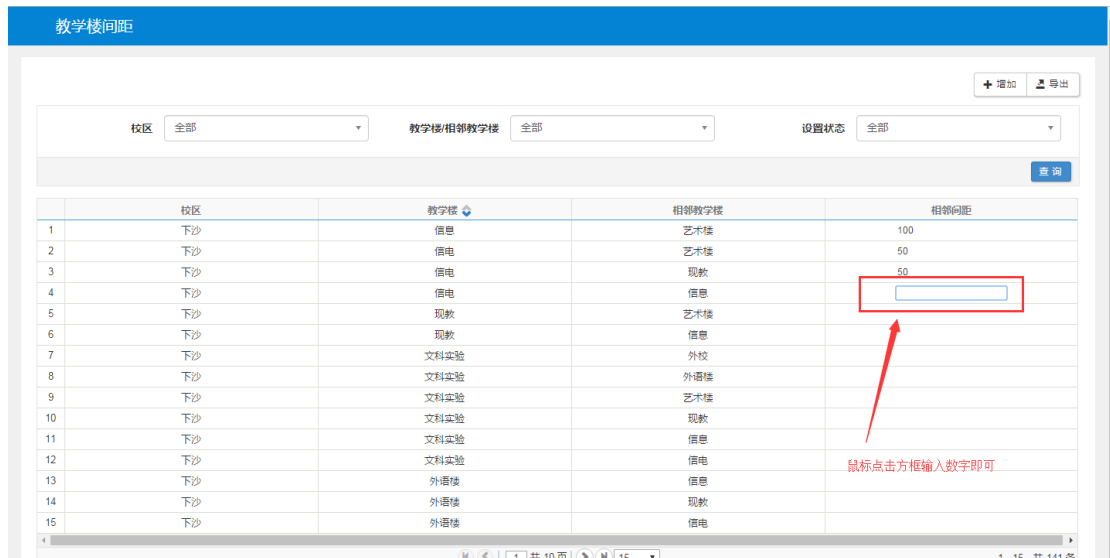 教学楼间距
增加 导出
校区 全部 教学楼/相邻教学楼 全部 设置状态 全部
查 询
校区 教学楼 相邻教学楼 相邻间距
1 下沙 信息 艺术楼 100
2 下沙 信电 艺术楼 50
3 下沙 信电 现教 50
4 下沙 信电 信息
5 下沙 现教 艺术楼
6 下沙 现教 信息
7 下沙 文科实验 外校
8 下沙 文科实验 外语楼
9 下沙 文科实验 艺术楼
10 下沙 文科实验 现教
11 下沙 文科实验 信息
12 下沙 文科实验 信电
鼠标点击方框输入数字即可
13 下沙 外语楼 信息
14 下沙 外语楼 现教
15 下沙 外语楼 信电
1 共 10 页 15 1 - 15 共 141 条